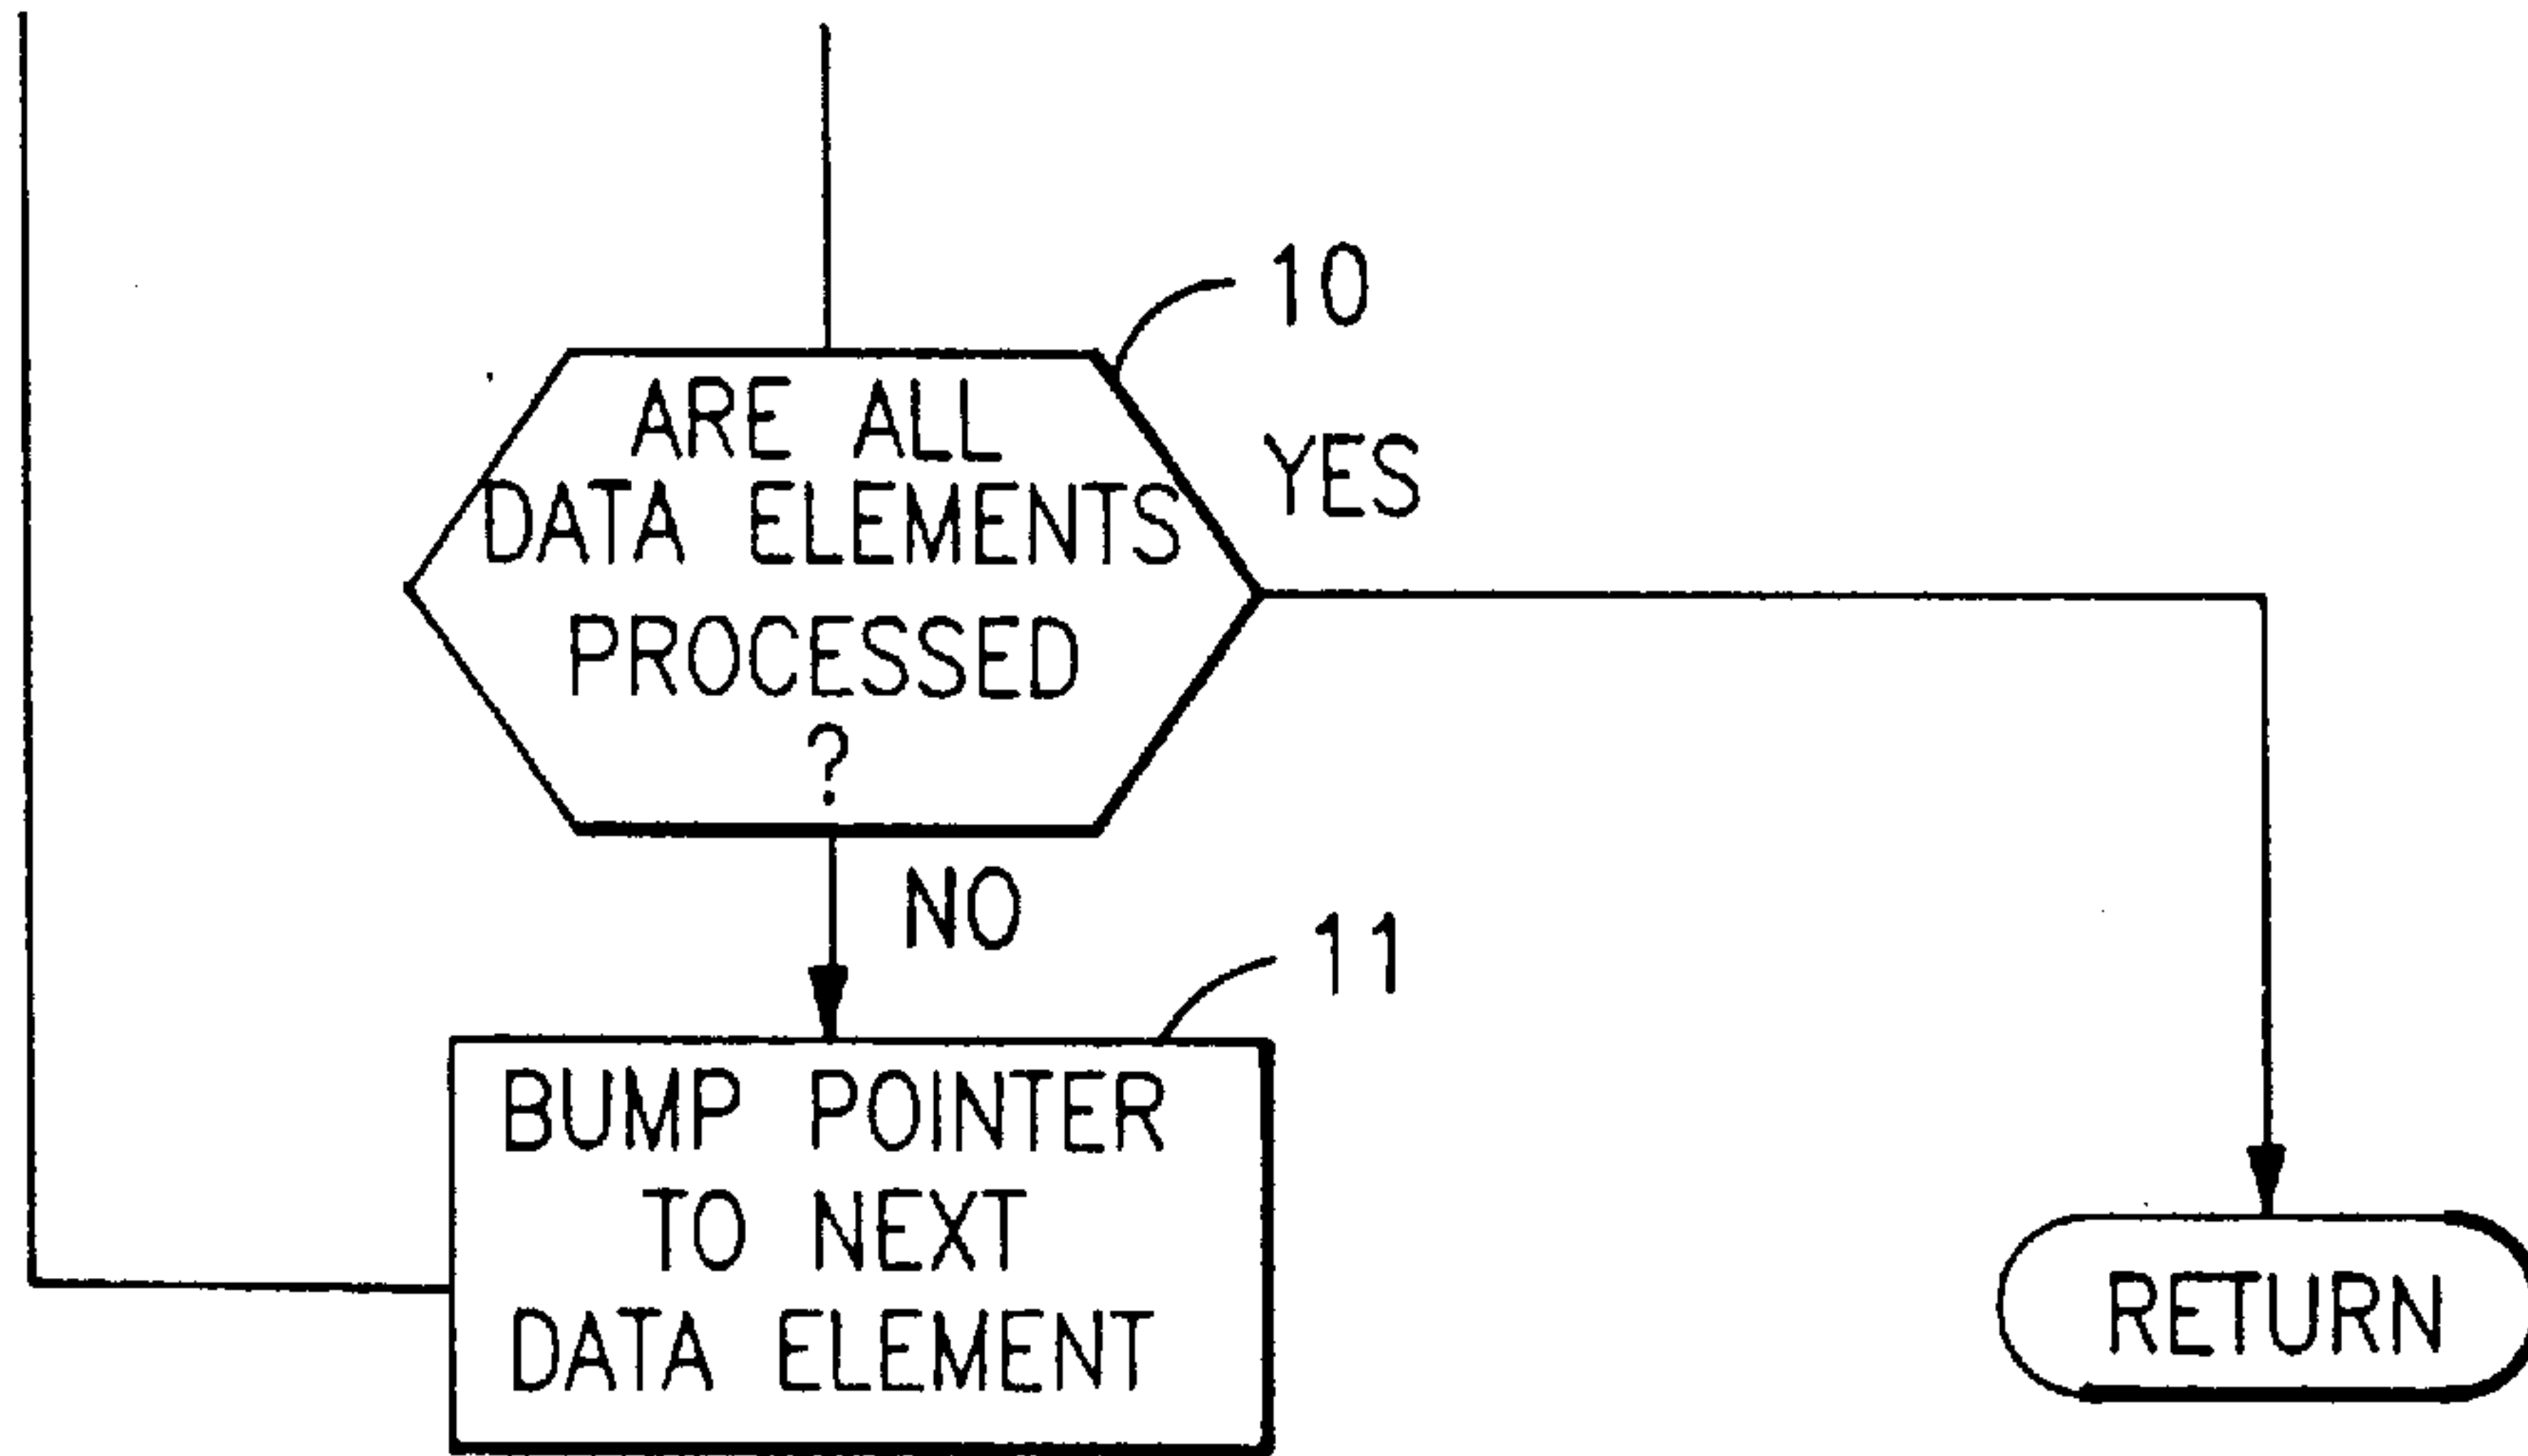 10
ARE ALL
DATA ELEMENTS
PROCESSED
?
YES
NO
11
BUMP POINTER
TO NEXT
DATA ELEMENT
RETURN